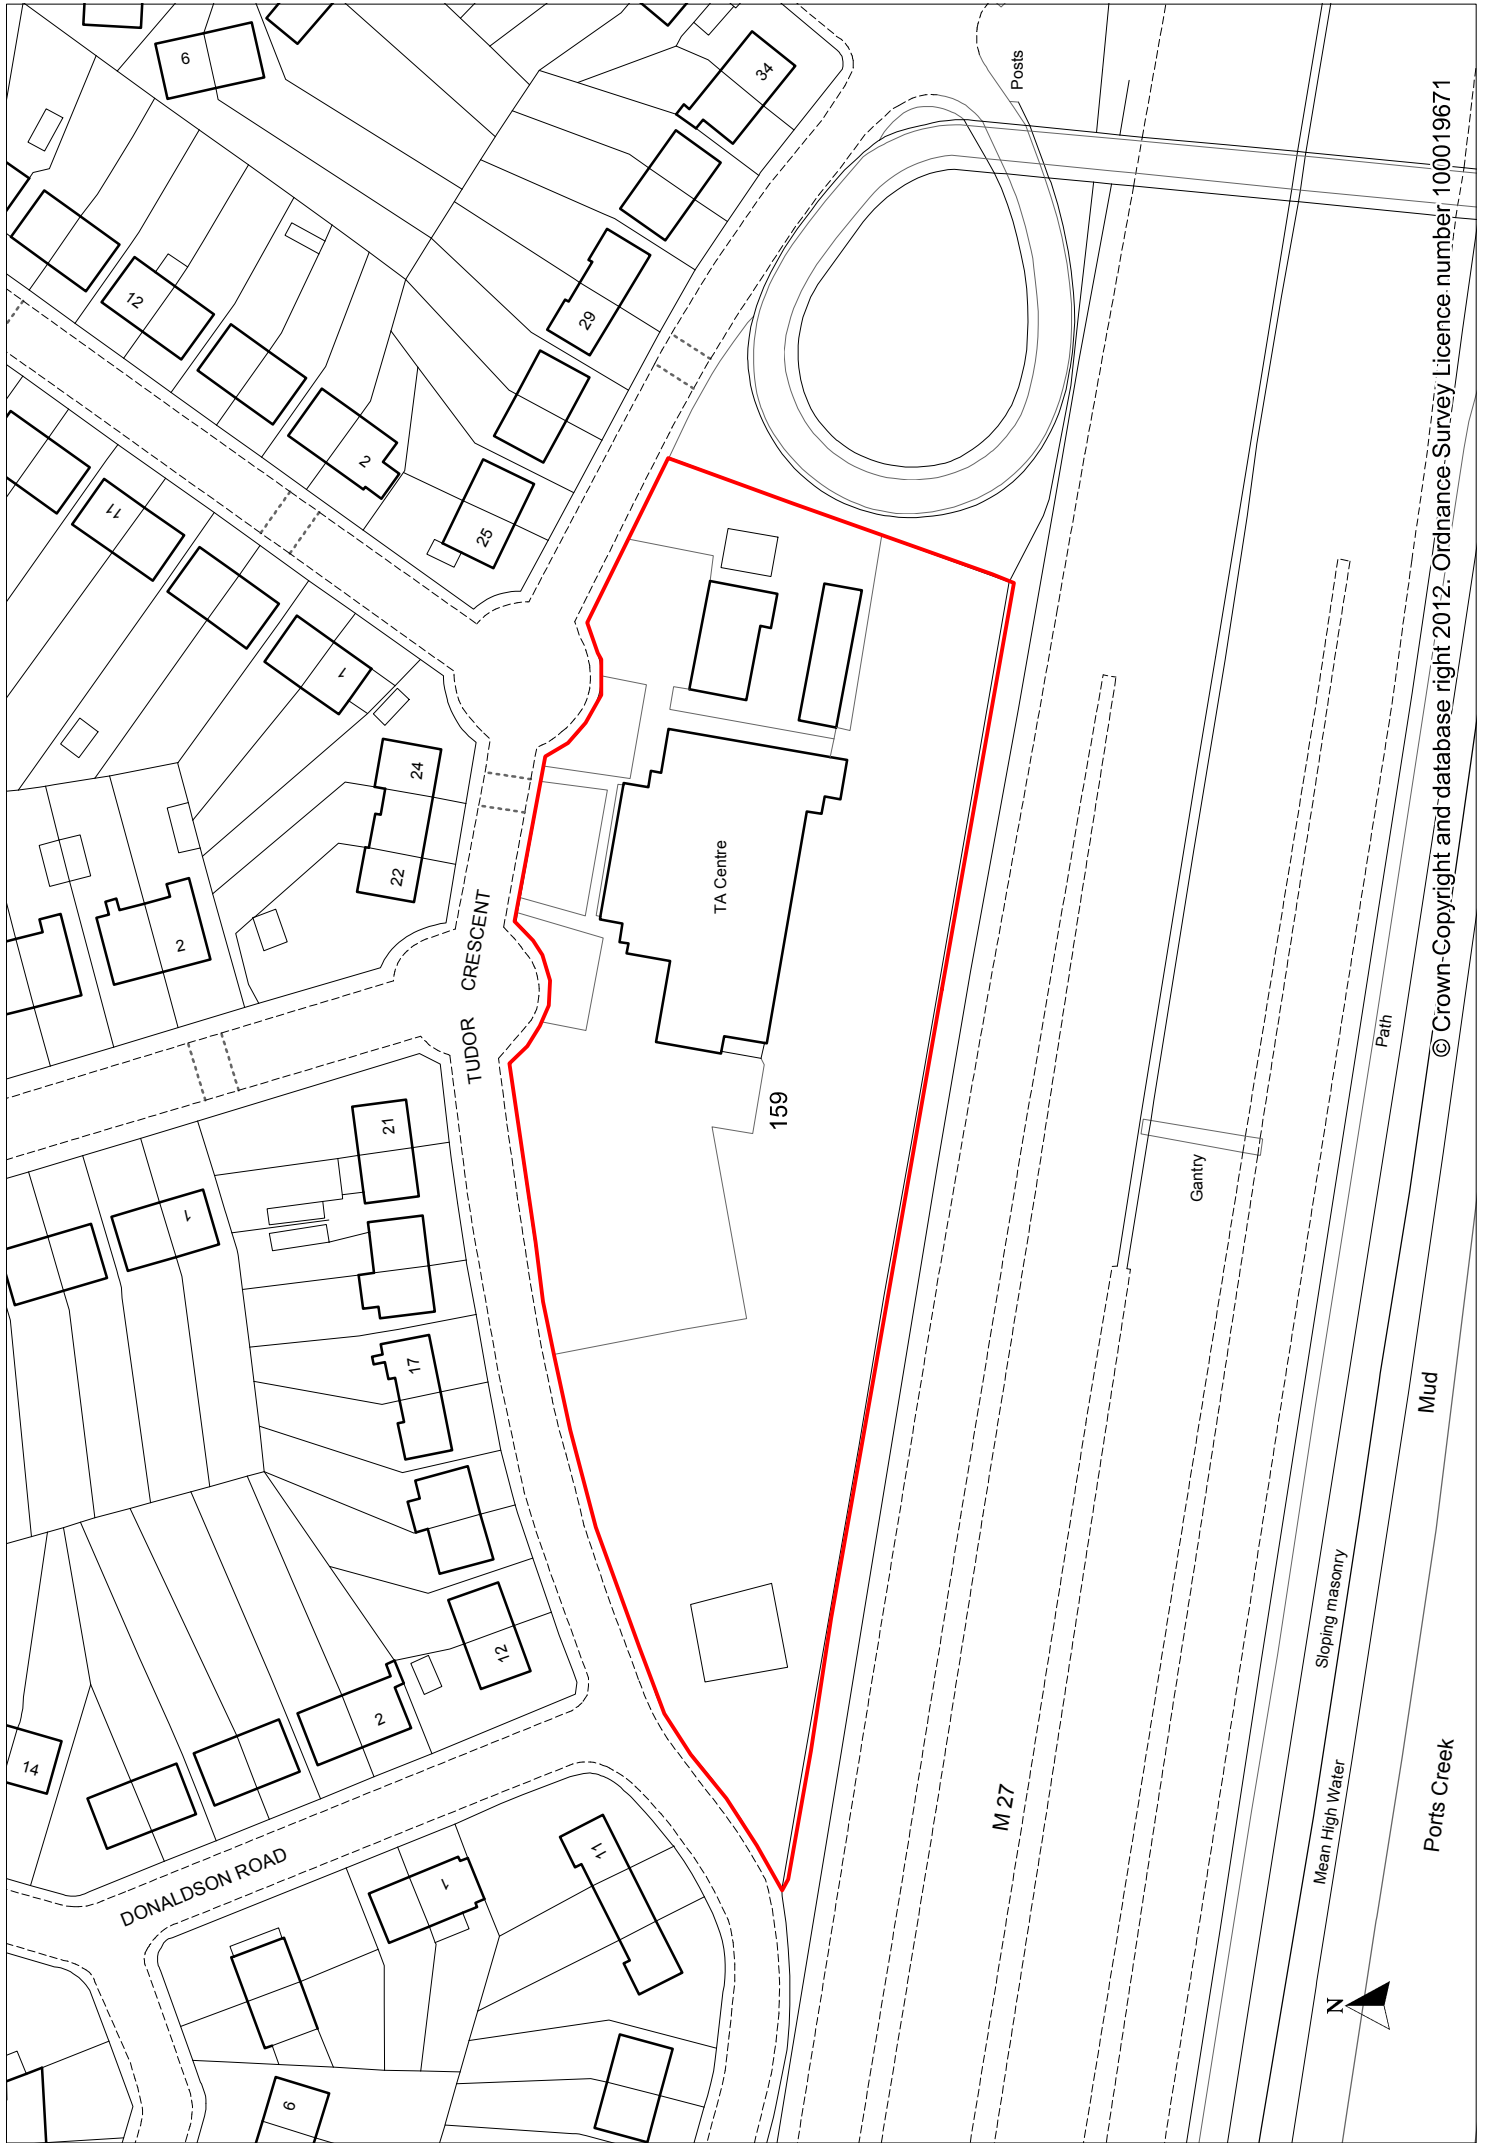 6
34
12
29
2
25
11
1
24
22
2
TUDOR CRESCENT
TA Centre
159
21
1
17
12
2
14
DONALDSON ROAD
1
11
6
Posts
Gantry
M 27
Path
Mud
Sloping masonry
Mean High Water
Ports Creek
N
© Crown Copyright and database right 2012. Ordnance Survey Licence number 100019671